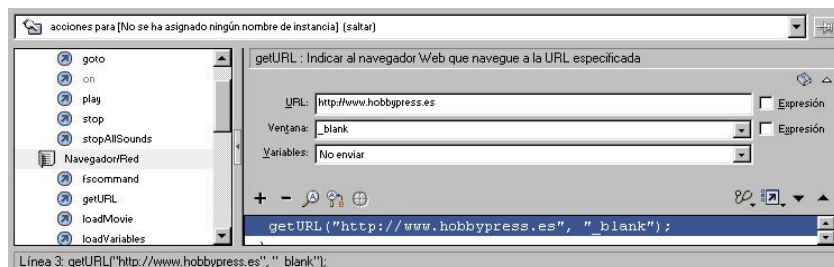 acciones para [No se ha asignado ningún nombre de instancia] (saltar)
goto
on
play
stop
stopAllSounds
Navegador/Red
fscommand
getURL
loadMovie
loadVariables
getURL : Indicar al navegador Web que navegue a la URL especificada
URL: http://www.hobbypress.es Expresión
Ventana: _blank Expresión
Variables: No enviar
getURL("http://www.hobbypress.es", "_blank");
Línea 3: getURL("http://www.hobbypress.es", "_blank");